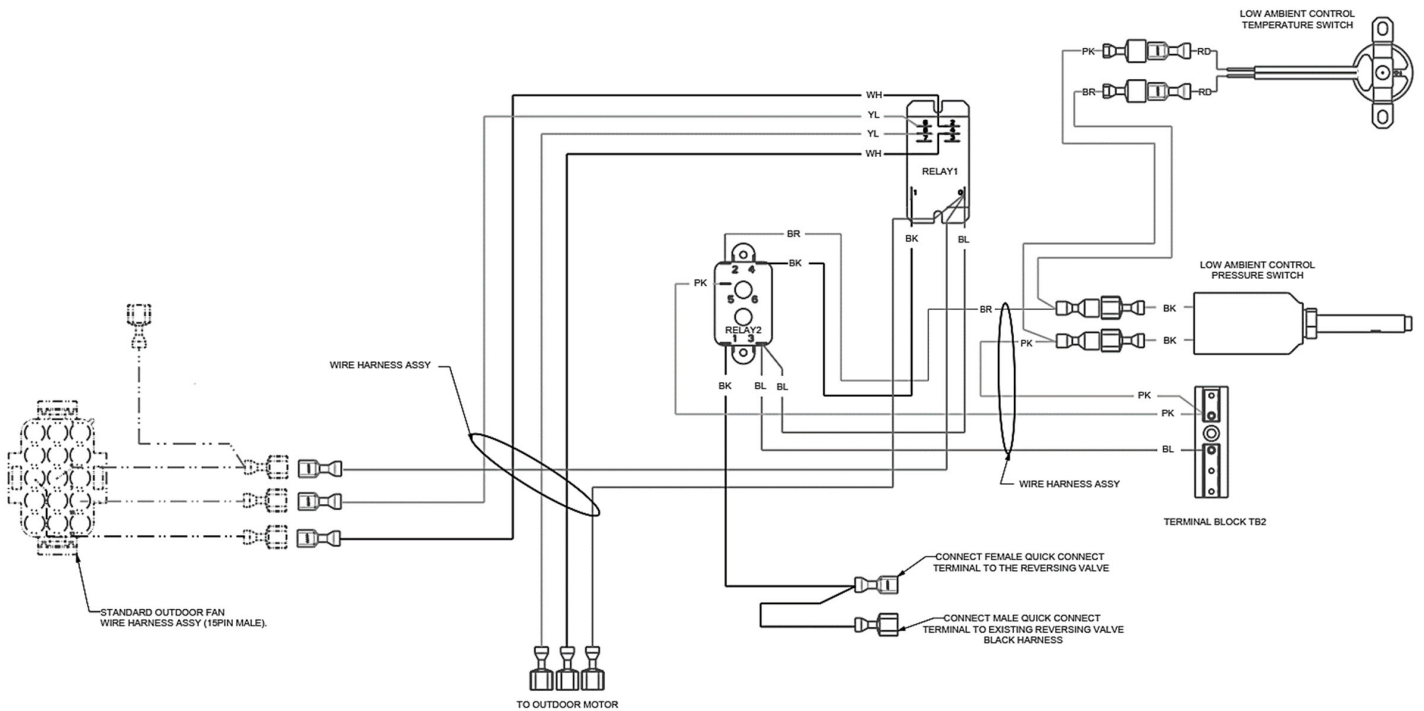 LOW AMBIENT CONTROL
TEMPERATURE SWITCH
PK
RD
BR
RD
WH
YL
YL
WH
2
4
7
RELAY1
1
0
BK
BL
BR
BK
2 4
PK
5 6
RELAY2
1 3
BK
BL
BL
LOW AMBIENT CONTROL
PRESSURE SWITCH
BR
BK
PK
BK
PK
PK
BL
WIRE HARNESS ASSY
WIRE HARNESS ASSY
TERMINAL BLOCK TB2
CONNECT FEMALE QUICK CONNECT
TERMINAL TO THE REVERSING VALVE
CONNECT MALE QUICK CONNECT
TERMINAL TO EXISTING REVERSING VALVE
BLACK HARNESS
STANDARD OUTDOOR FAN
WIRE HARNESS ASSY (15PIN MALE).
TO OUTDOOR MOTOR